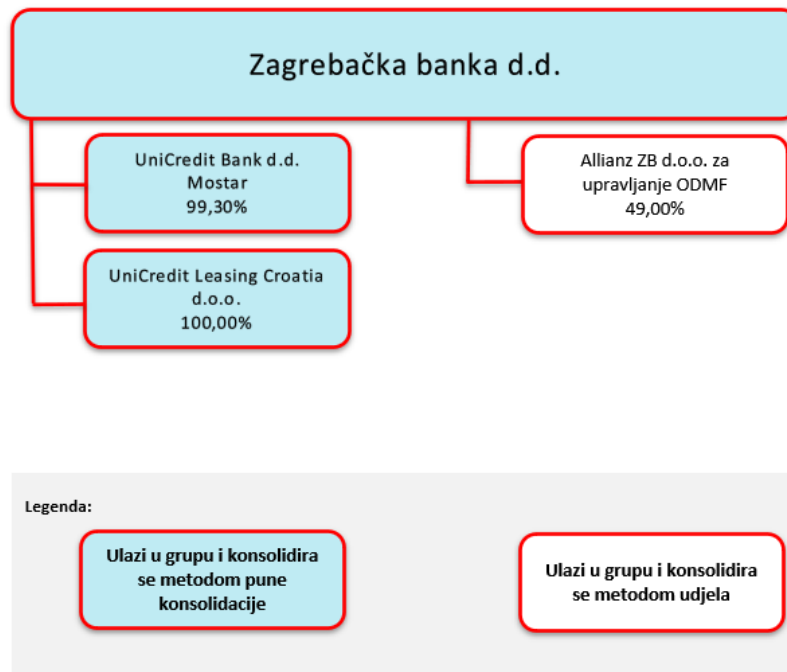 Zagrebačka banka d.d.
UniCredit Bank d.d.
Mostar
99,30%
Allianz ZB d.o.o. za
upravljanje ODMF
49,00%
UniCredit Leasing Croatia
d.o.o.
100,00%
Legenda:
Ulazi u grupu i konsolidira
se metodom pune
konsolidacije
Ulazi u grupu i konsolidira
se metodom udjela